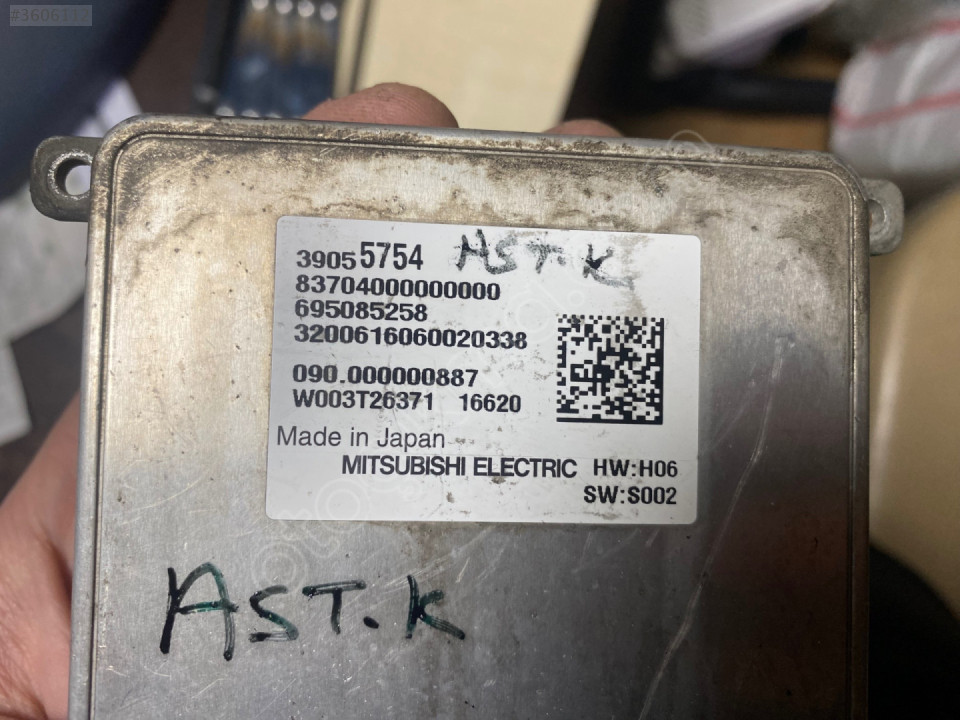 #3606112
39055754 AST.K
83704000000000
695085258
3200616060020338
090.000000887
W003T26371 16620
Made in Japan
MITSUBISHI ELECTRIC HW:H06
SW:S002
AST.K